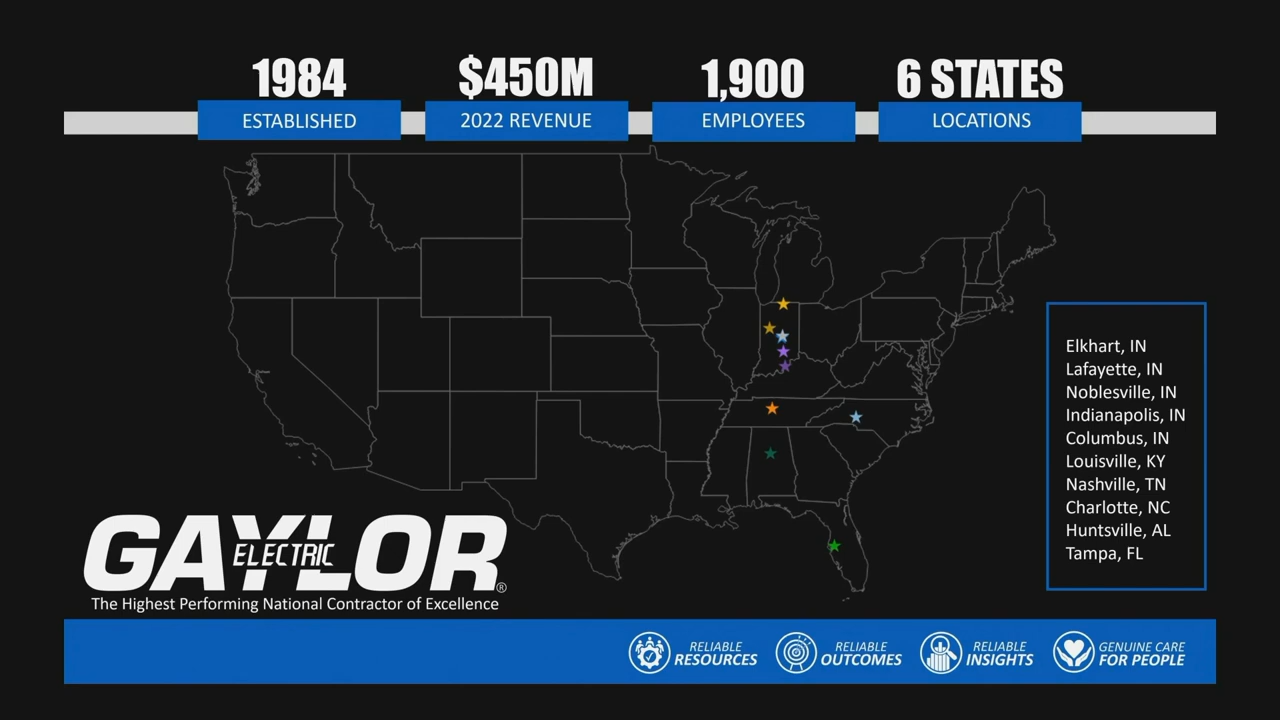 1984
ESTABLISHED
$450M
2022 REVENUE
1,900
EMPLOYEES
6 STATES
LOCATIONS
Elkhart, IN
Lafayette, IN
Noblesville, IN
Indianapolis, IN
Columbus, IN
Louisville, KY
Nashville, TN
Charlotte, NC
Huntsville, AL
Tampa, FL
GAYLOR
ELECTRIC
®
The Highest Performing National Contractor of Excellence
RELIABLE
RESOURCES
RELIABLE
OUTCOMES
RELIABLE
INSIGHTS
GENUINE CARE
FOR PEOPLE